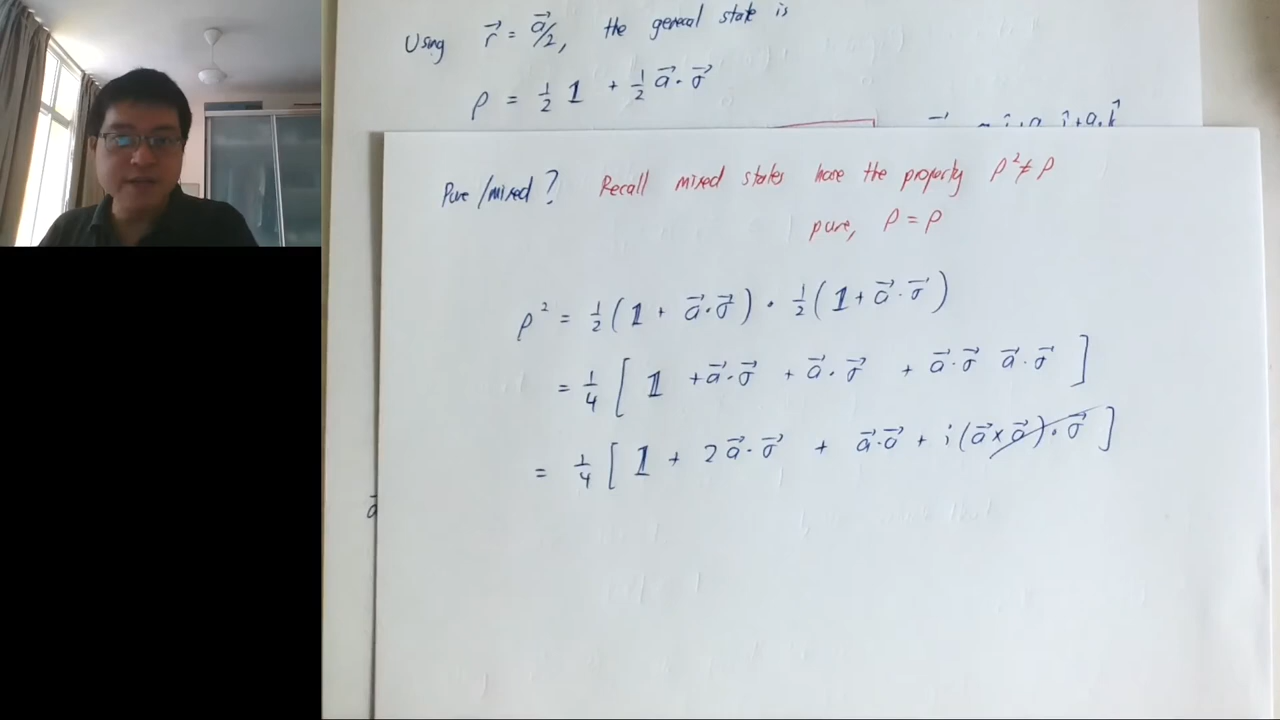 Using r⃗ = a⃗/2, the general state is
ρ = 1/2 𝟙 + 1/2 a⃗·σ⃗
Pure/mixed? Recall mixed states have the property ρ² ≠ ρ
pure, ρ = ρ
ρ² = 1/2 (𝟙 + a⃗·σ⃗) · 1/2 (𝟙 + a⃗·σ⃗)
= 1/4 [ 𝟙 + a⃗·σ⃗ + a⃗·σ⃗ + a⃗·σ⃗ a⃗·σ⃗ ]
= 1/4 [ 𝟙 + 2a⃗·σ⃗ + a⃗·a⃗ + i(a⃗×a⃗)·σ⃗ ]